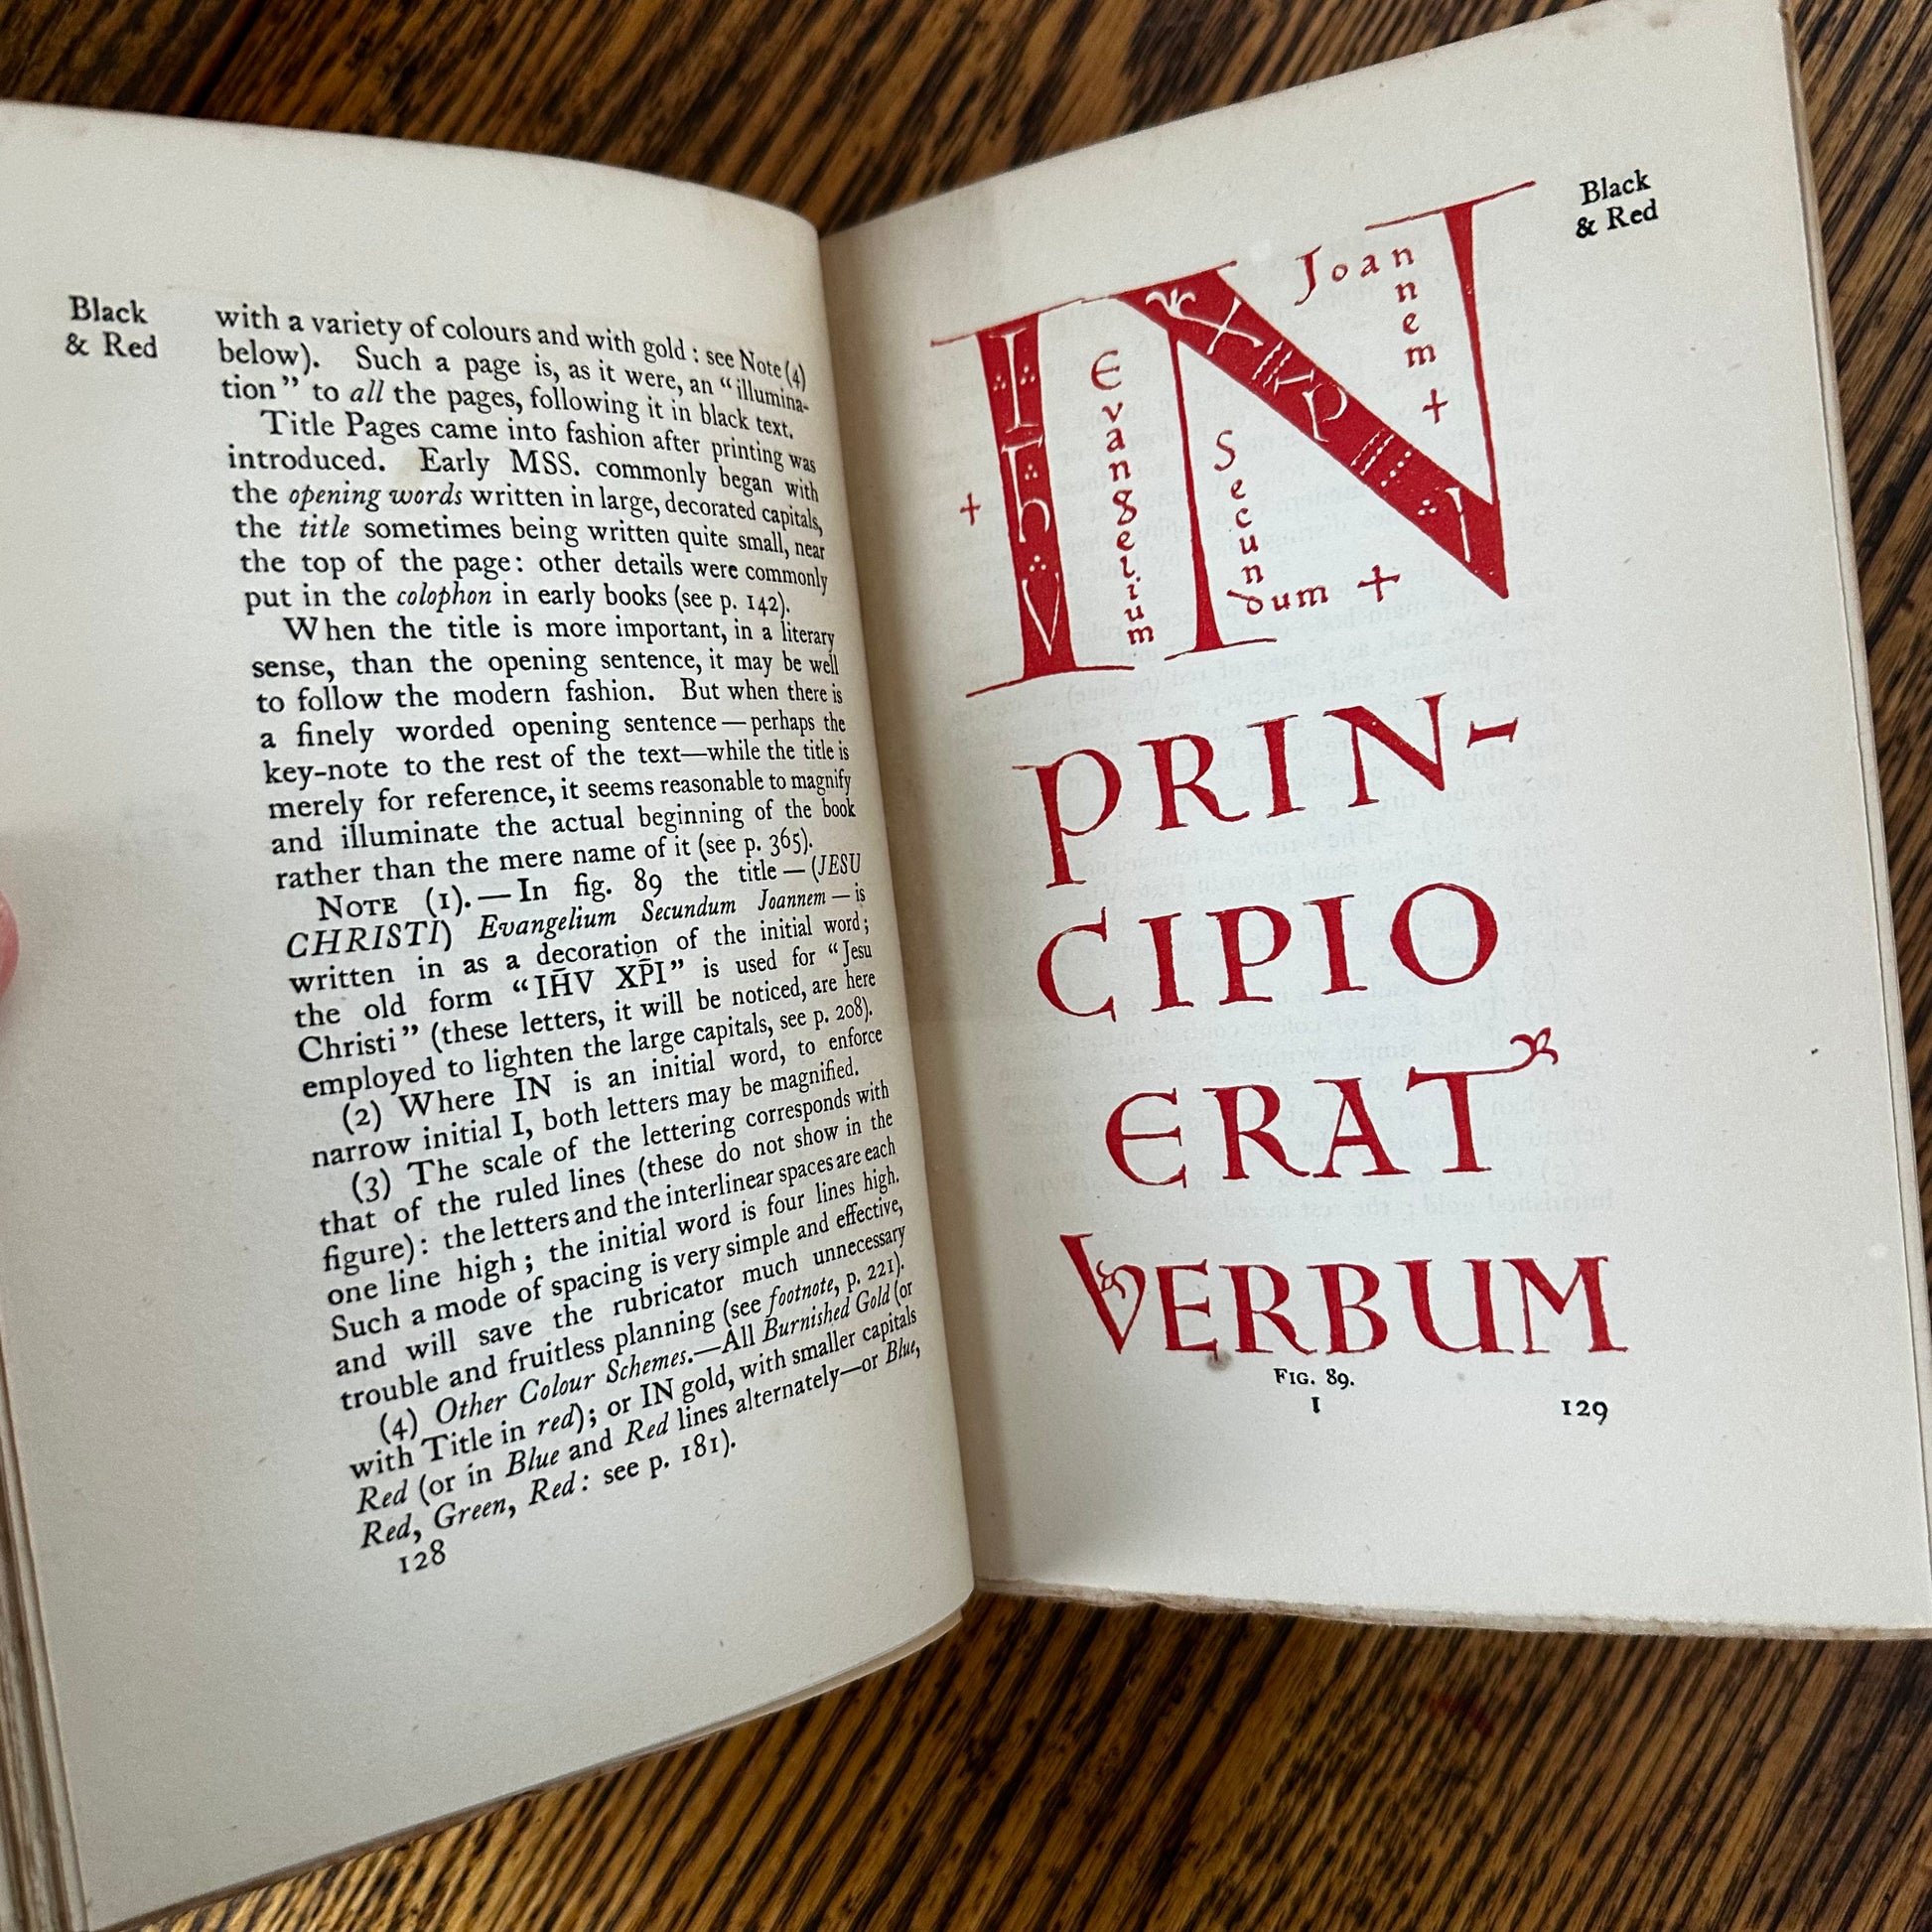 Black
& Red
with a variety of colours and with gold : see Note (4)
below). Such a page is, as it were, an “illumina-
tion” to all the pages, following it in black text.
Title Pages came into fashion after printing was
introduced. Early MSS. commonly began with
the opening words written in large, decorated capitals,
the title sometimes being written quite small, near
the top of the page: other details were commonly
put in the colophon in early books (see p. 142).
When the title is more important, in a literary
sense, than the opening sentence, it may be well
to follow the modern fashion. But when there is
a finely worded opening sentence—perhaps the
key-note to the rest of the text—while the title is
merely for reference, it seems reasonable to magnify
and illuminate the actual beginning of the book
rather than the mere name of it (see p. 365).
NOTE (1).—In fig. 89 the title—(JESU
CHRISTI) Evangelium Secundum Joannem—is
written in as a decoration of the initial word;
the old form “IH̄V XP̄I” is used for “Jesu
Christi” (these letters, it will be noticed, are here
employed to lighten the large capitals, see p. 208).
(2) Where IN is an initial word, to enforce
narrow initial I, both letters may be magnified.
(3) The scale of the lettering corresponds with
that of the ruled lines (these do not show in the
figure): the letters and the interlinear spaces are each
one line high; the initial word is four lines high.
Such a mode of spacing is very simple and effective,
and will save the rubricator much unnecessary
trouble and fruitless planning (see footnote, p. 221).
(4) Other Colour Schemes.—All Burnished Gold (or
with Title in red); or IN gold, with smaller capitals
Red (or in Blue and Red lines alternately—or Blue,
Red, Green, Red: see p. 181).
128
Black
& Red
IN
+ IhV XPI
Evangelium
Secundum +
Joannem +
PRIN-
CIPIO
ERAT
VERBUM
FIG. 89.
I
129